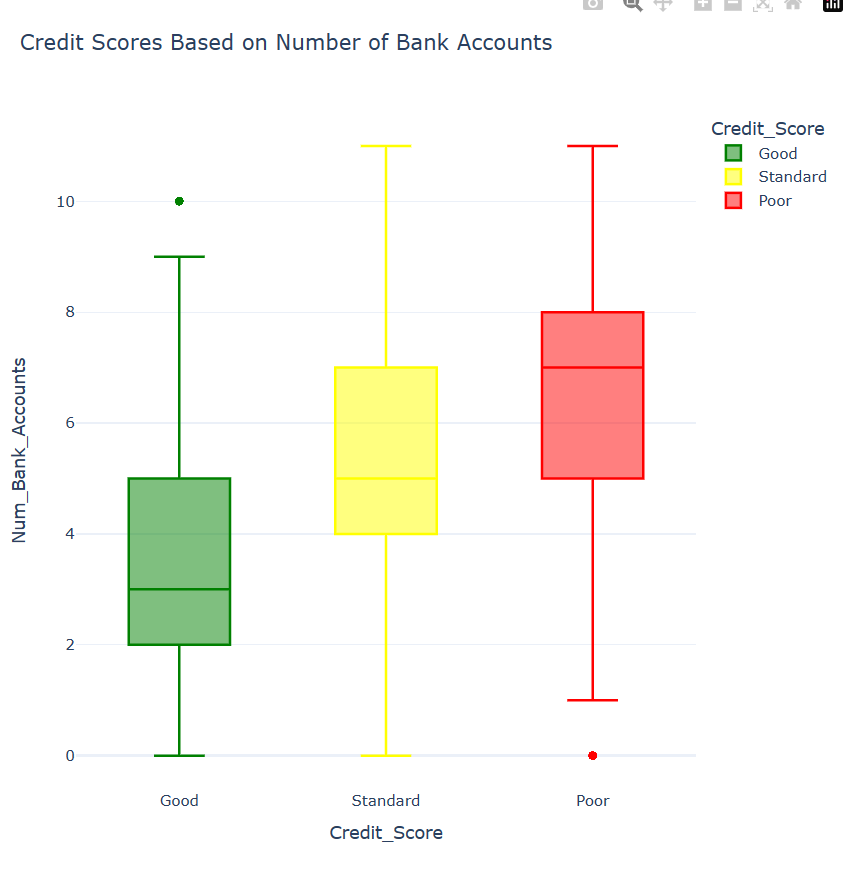 Credit Scores Based on Number of Bank Accounts
Credit_Score
Good
Standard
Poor
10
8
6
4
2
0
Num_Bank_Accounts
Good Standard Poor
Credit_Score